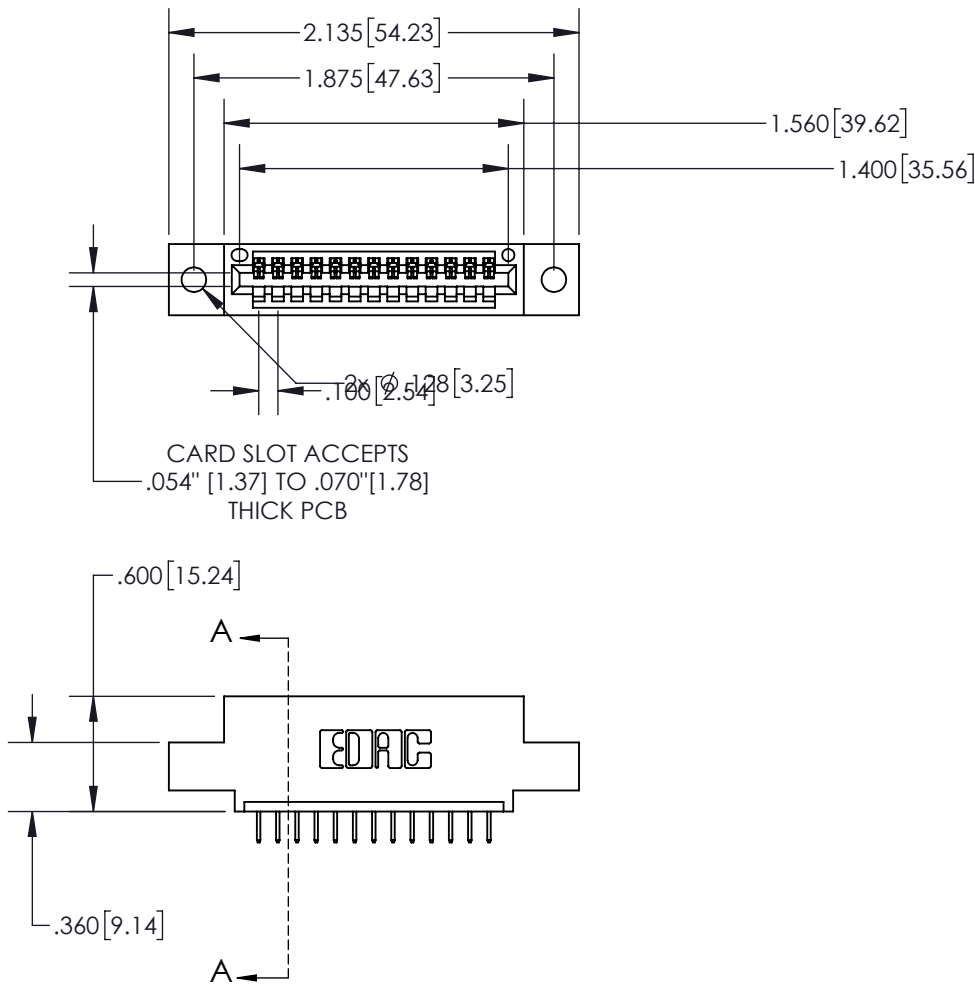 2.135[54.23]
1.875[47.63]
1.560[39.62]
1.400[35.56]
2x ∅ .128[3.25]
.100[2.54]
CARD SLOT ACCEPTS
.054" [1.37] TO .070"[1.78]
THICK PCB
.600[15.24]
A
EDAC
.360[9.14]
A